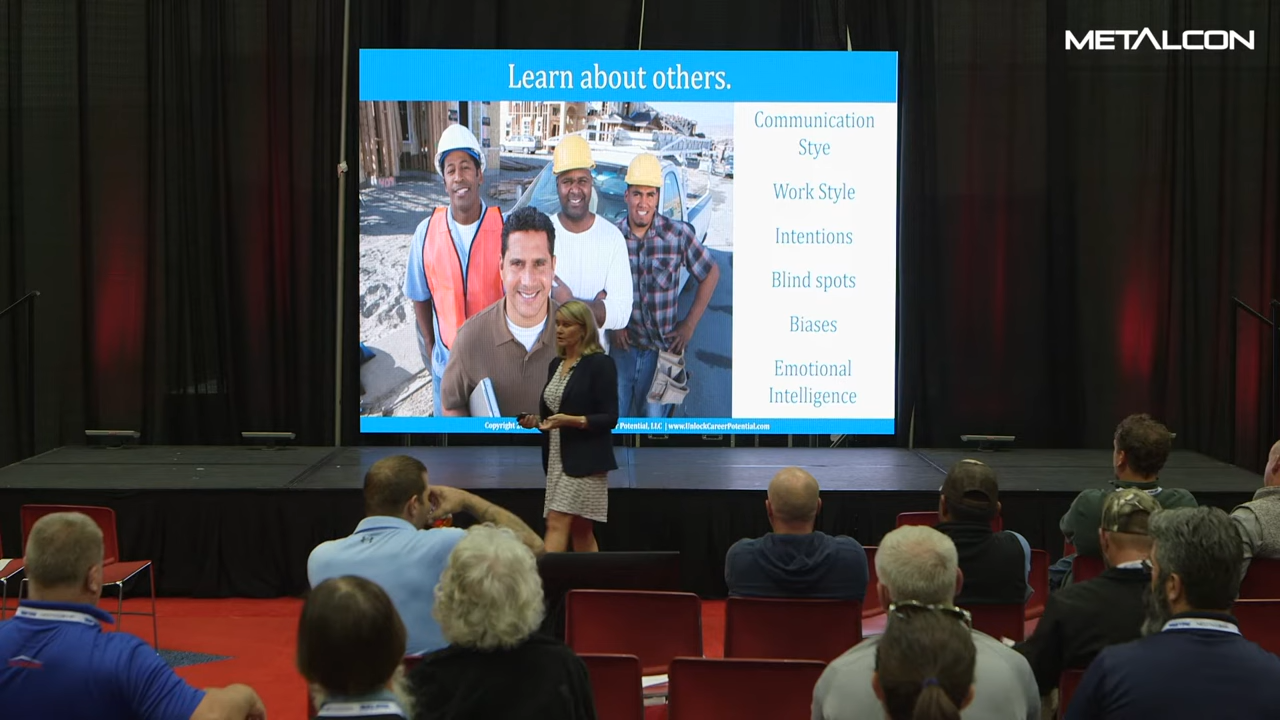 METALCON
Learn about others.
Communication
Stye
Work Style
Intentions
Blind spots
Biases
Emotional
Intelligence
Copyright Potential, LLC | www.UnlockCareerPotential.com